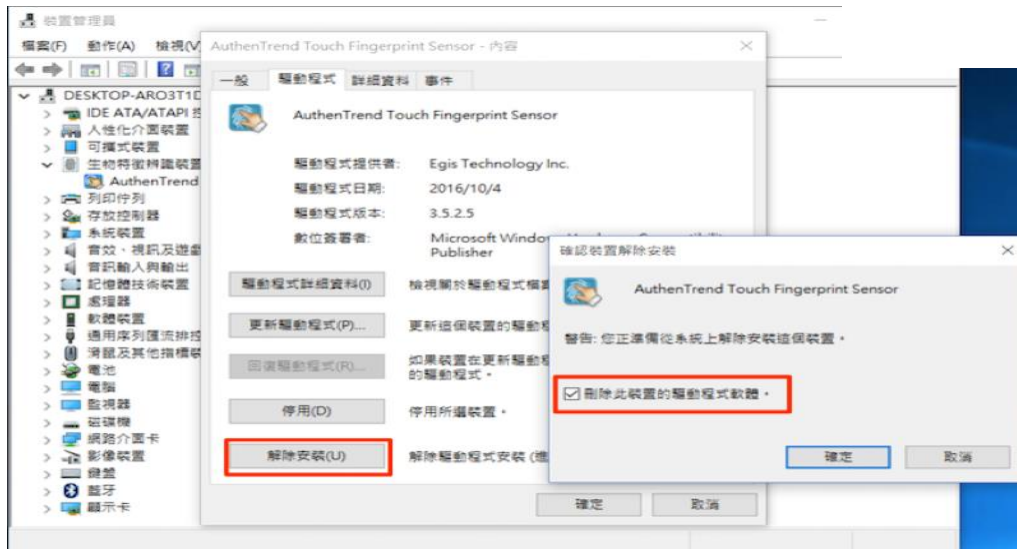 裝置管理員
檔案(F) 動作(A) 檢視(V
DESKTOP-ARO3T1D
IDE ATA/ATAPI 控
人性化介面裝置
可攜式裝置
生物特徵辨識裝置
AuthenTrend
列印佇列
存放控制器
系統裝置
音效、視訊及遊戲
音訊輸入與輸出
記憶體技術裝置
處理器
軟體裝置
通用序列匯流排控
滑鼠及其他指標裝
電池
電腦
監視器
磁碟機
網路介面卡
影像裝置
鍵盤
藍牙
顯示卡
AuthenTrend Touch Fingerprint Sensor - 內容
一般 驅動程式 詳細資料 事件
AuthenTrend Touch Fingerprint Sensor
驅動程式提供者: Egis Technology Inc.
驅動程式日期: 2016/10/4
驅動程式版本: 3.5.2.5
數位簽署者: Microsoft Windo
Publisher
驅動程式詳細資料(I) 檢視關於驅動程式檔案
更新驅動程式(P)... 更新這個裝置的驅動程
回復驅動程式(R)... 如果裝置在更新驅動程
的驅動程式。
停用(D) 停用所選裝置。
解除安裝(U) 解除驅動程式安裝 (進
確定 取消
確認裝置解除安裝
AuthenTrend Touch Fingerprint Sensor
警告: 您正準備從系統上解除安裝這個裝置。
刪除此裝置的驅動程式軟體。
確定 取消